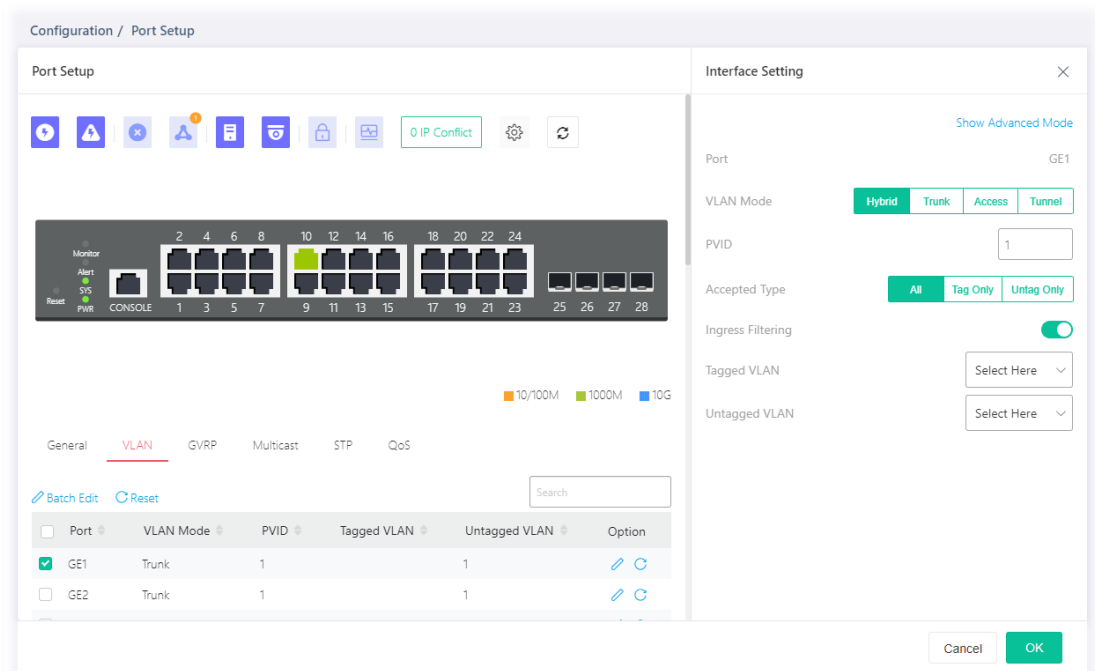 Configuration / Port Setup
Port Setup
Interface Setting
1
0 IP Conflict
Show Advanced Mode
Port GE1
VLAN Mode Hybrid Trunk Access Tunnel
PVID 1
Accepted Type All Tag Only Untag Only
Ingress Filtering
Tagged VLAN Select Here
Untagged VLAN Select Here
2 4 6 8 10 12 14 16 18 20 22 24
Monitor
Alert
SYS
Reset PWR CONSOLE 1 3 5 7 9 11 13 15 17 19 21 23 25 26 27 28
10/100M 1000M 10G
General VLAN GVRP Multicast STP QoS
Batch Edit Reset Search
Port VLAN Mode PVID Tagged VLAN Untagged VLAN Option
GE1 Trunk 1 1
GE2 Trunk 1 1
Cancel OK